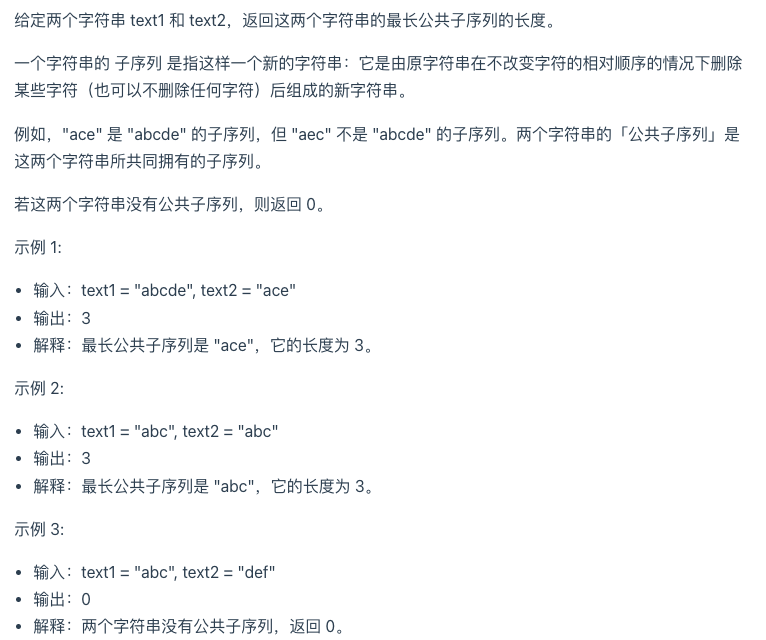 给定两个字符串 text1 和 text2，返回这两个字符串的最长公共子序列的长度。
一个字符串的 子序列 是指这样一个新的字符串：它是由原字符串在不改变字符的相对顺序的情况下删除
某些字符（也可以不删除任何字符）后组成的新字符串。
例如，"ace" 是 "abcde" 的子序列，但 "aec" 不是 "abcde" 的子序列。两个字符串的「公共子序列」是
这两个字符串所共同拥有的子序列。
若这两个字符串没有公共子序列，则返回 0。
示例 1:
• 输入：text1 = "abcde", text2 = "ace"
• 输出：3
• 解释：最长公共子序列是 "ace"，它的长度为 3。
示例 2:
• 输入：text1 = "abc", text2 = "abc"
• 输出：3
• 解释：最长公共子序列是 "abc"，它的长度为 3。
示例 3:
• 输入：text1 = "abc", text2 = "def"
• 输出：0
• 解释：两个字符串没有公共子序列，返回 0。